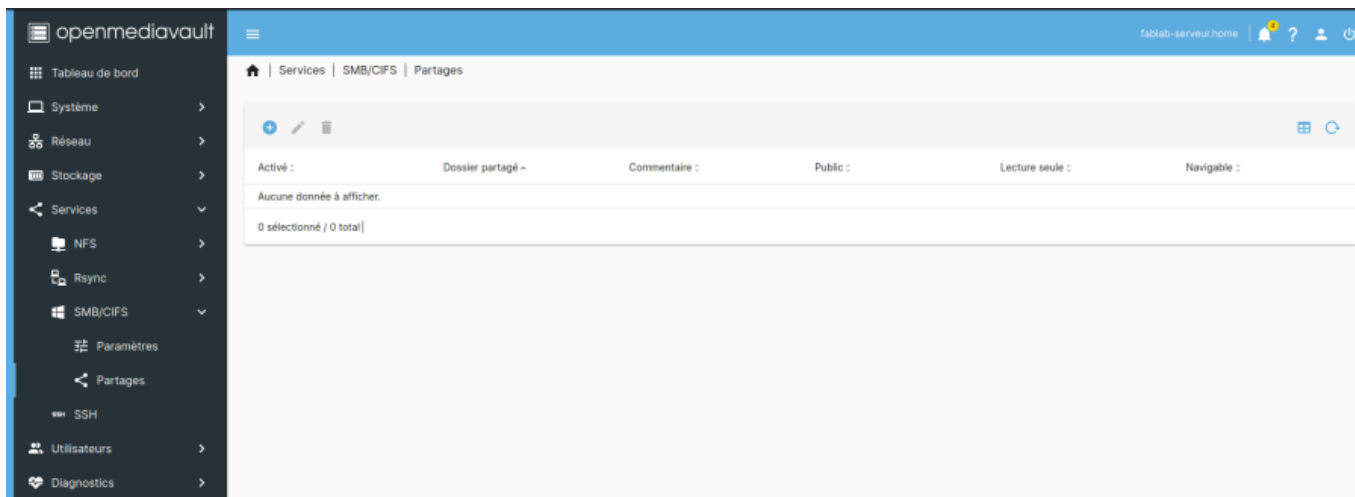 openmediavault
fablab-serveur.home
4
?
Tableau de bord
Services | SMB/CIFS | Partages
Système
Réseau
Stockage
Activé
Dossier partagé
Commentaire
Public
Lecture seule
Navigable
Aucune donnée à afficher.
0 sélectionné / 0 total
Services
NFS
Rsync
SMB/CIFS
Paramètres
Partages
SSH
SSH
Utilisateurs
Diagnostics